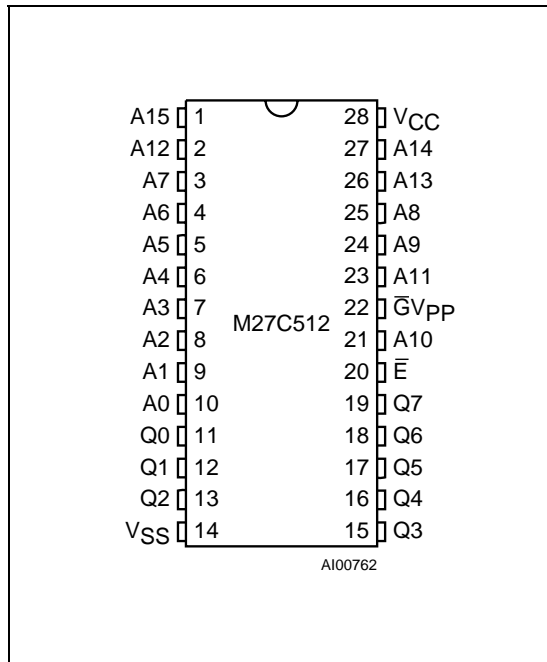 A15 1 28 VCC
A12 2 27 A14
A7 3 26 A13
A6 4 25 A8
A5 5 24 A9
A4 6 23 A11
A3 7 22 G̅VPP
M27C512
A2 8 21 A10
A1 9 20 E̅
A0 10 19 Q7
Q0 11 18 Q6
Q1 12 17 Q5
Q2 13 16 Q4
VSS 14 15 Q3
AI00762